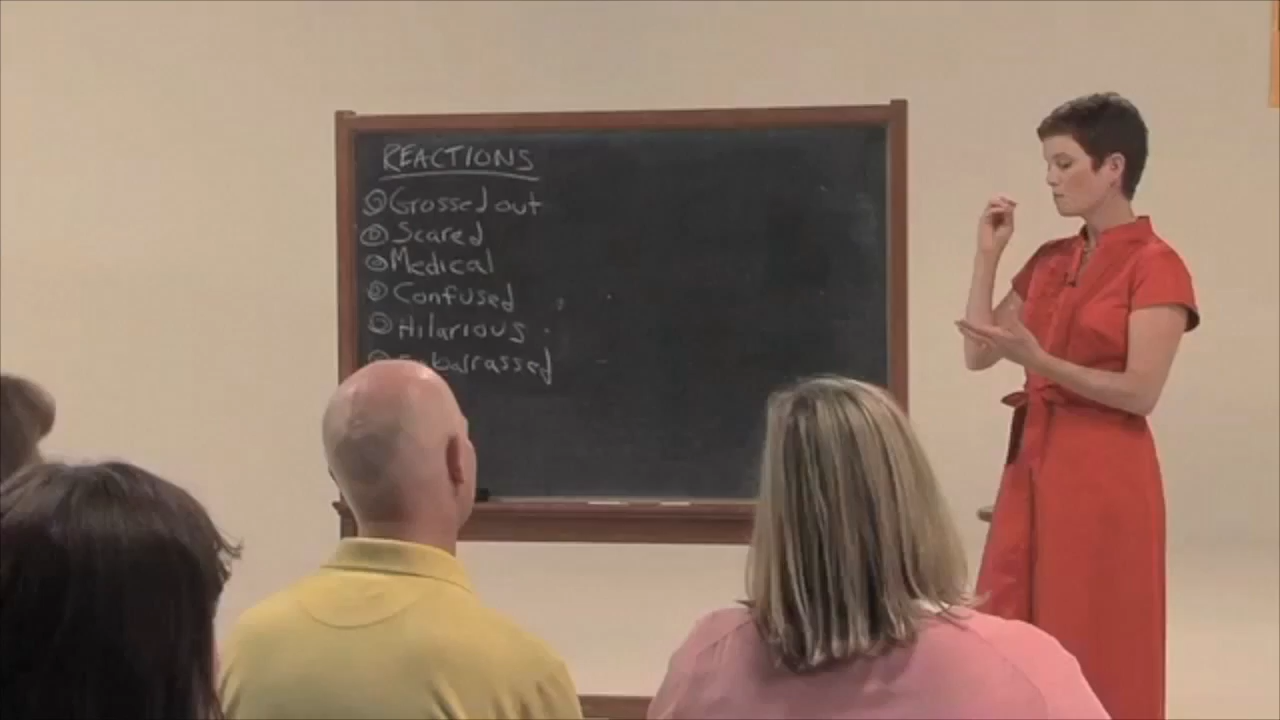 REACTIONS
Grossed out
Scared
Medical
Confused
Hilarious
Embarrassed